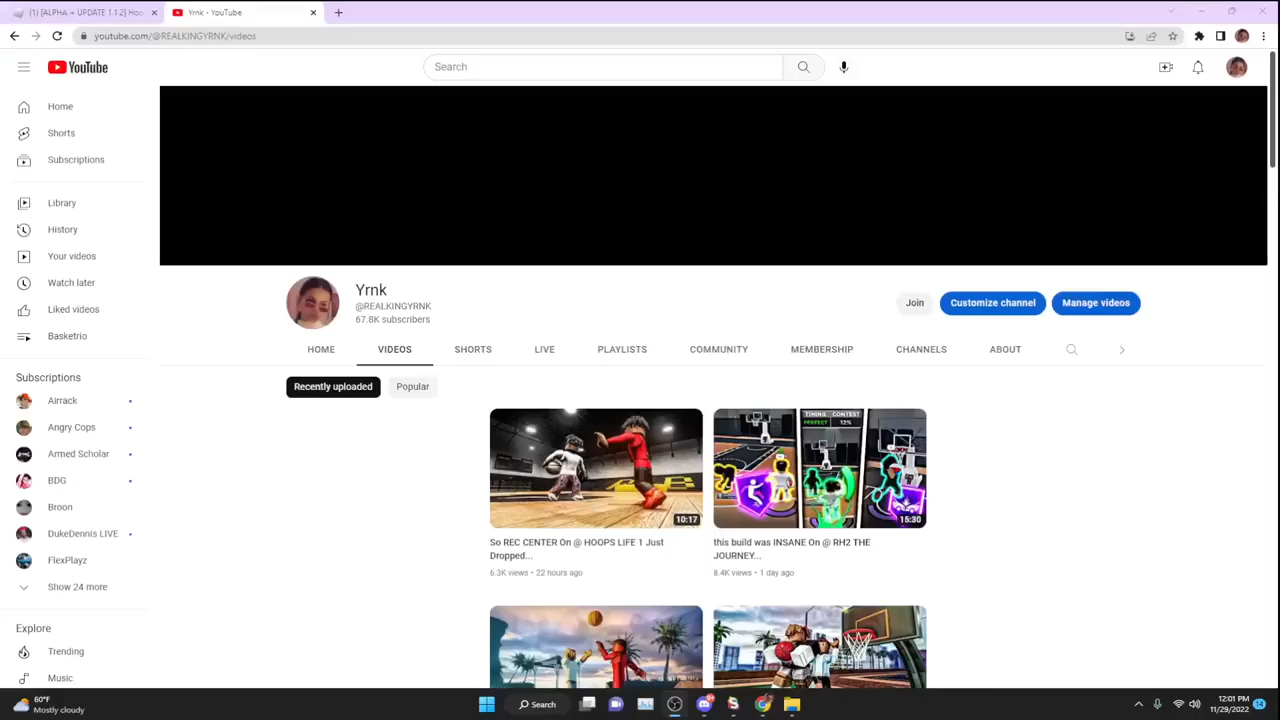 (1) [ALPHA + UPDATE 1.1.2] Hoo
Yrnk - YouTube
youtube.com/@REALKINGYRNK/videos
YouTube
Search
Home
Shorts
Subscriptions
Library
History
Your videos
Watch later
Liked videos
Basketrio
Subscriptions
Airrack
Angry Cops
Armed Scholar
BDG
Broon
DukeDennis LIVE
FlexPlayz
Show 24 more
Explore
Trending
Music
Yrnk
@REALKINGYRNK
67.8K subscribers
Join
Customize channel
Manage videos
HOME VIDEOS SHORTS LIVE PLAYLISTS COMMUNITY MEMBERSHIP CHANNELS ABOUT
Recently uploaded Popular
10:17
So REC CENTER On @ HOOPS LIFE 1 Just
Dropped...
6.3K views • 22 hours ago
TIMING CONTEST
PERFECT 12%
15:30
this build was INSANE On @ RH2 THE
JOURNEY...
8.4K views • 1 day ago
60°F
Mostly cloudy
Search
12:01 PM
11/29/2022
14